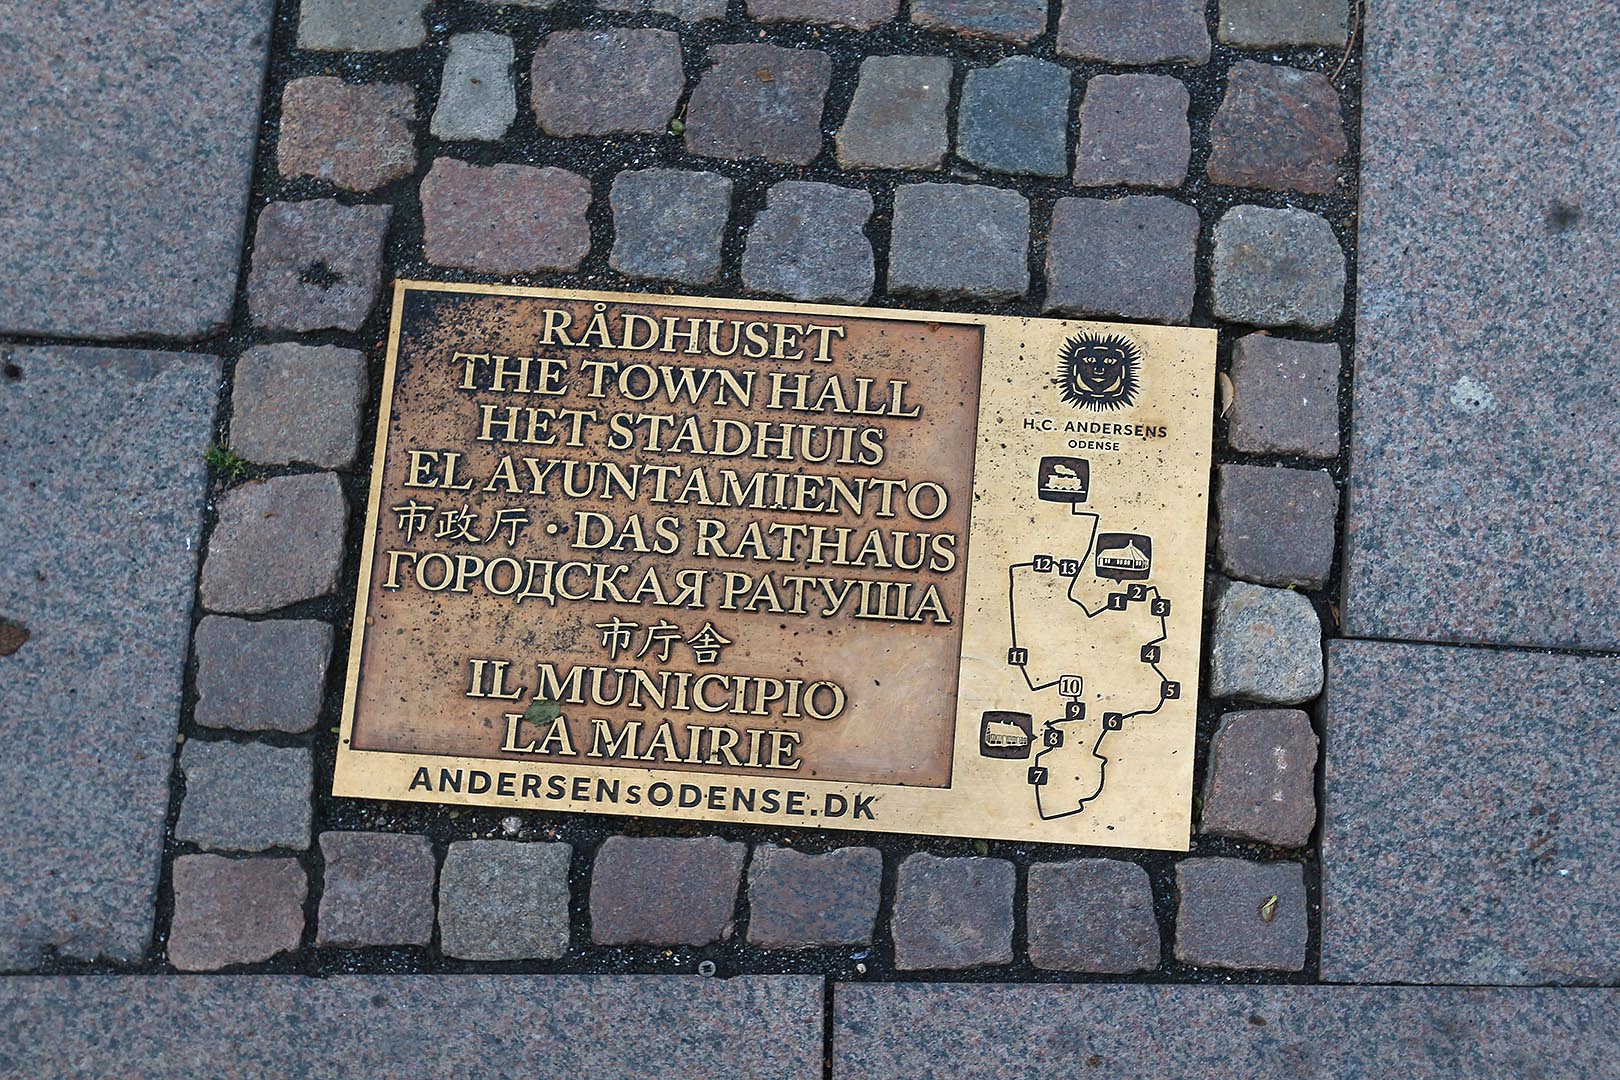 RÅDHUSET
THE TOWN HALL
HET STADHUIS
EL AYUNTAMIENTO
市政厅 · DAS RATHAUS
ГОРОДСКАЯ РАТУША
市庁舎
IL MUNICIPIO
LA MAIRIE
ANDERSENsODENSE.DK
H.C. ANDERSENS
ODENSE
12
13
1
2
3
4
11
10
5
9
6
8
7